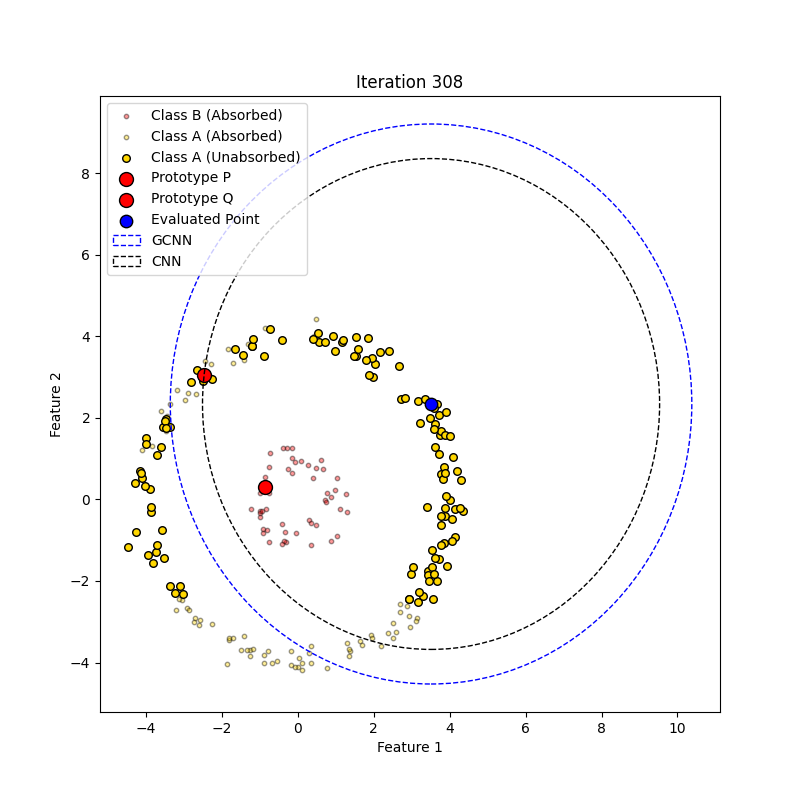 Iteration 308
Class B (Absorbed)
Class A (Absorbed)
Class A (Unabsorbed)
Prototype P
Prototype Q
Evaluated Point
GCNN
CNN
8
6
4
2
0
−2
−4
Feature 2
−4 −2 0 2 4 6 8 10
Feature 1